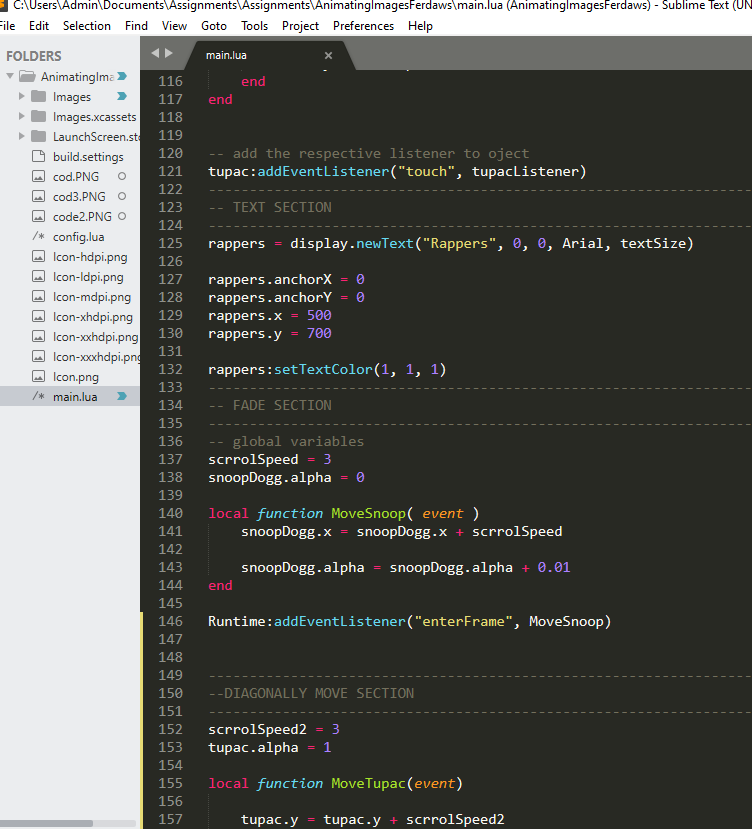 C:\Users\Admin\Documents\Assignments\Assignments\Assignments\AnimatingImagesFerdaws\main.lua (AnimatingImagesFerdaws) - Sublime Text (UN
File Edit Selection Find View Goto Tools Project Preferences Help
main.lua ×
FOLDERS
AnimatingIma
Images
Images.xcassets
LaunchScreen.sto
build.settings
cod.PNG
cod3.PNG
code2.PNG
config.lua
Icon-hdpi.png
Icon-ldpi.png
Icon-mdpi.png
Icon-xhdpi.png
Icon-xxhdpi.png
Icon-xxxhdpi.png
Icon.png
main.lua
116 end
117 end
118
119
120 -- add the respective listener to oject
121 tupac:addEventListener("touch", tupacListener)
122 --------------------------------------------------------------------
123 -- TEXT SECTION
124 --------------------------------------------------------------------
125 rappers = display.newText("Rappers", 0, 0, Arial, textSize)
126
127 rappers.anchorX = 0
128 rappers.anchorY = 0
129 rappers.x = 500
130 rappers.y = 700
131
132 rappers:setTextColor(1, 1, 1)
133 --------------------------------------------------------------------
134 -- FADE SECTION
135 --------------------------------------------------------------------
136 -- global variables
137 scrrolSpeed = 3
138 snoopDogg.alpha = 0
139
140 local function MoveSnoop( event )
141 snoopDogg.x = snoopDogg.x + scrrolSpeed
142
143 snoopDogg.alpha = snoopDogg.alpha + 0.01
144 end
145
146 Runtime:addEventListener("enterFrame", MoveSnoop)
147
148
149 --------------------------------------------------------------------
150 --DIAGONALLY MOVE SECTION
151 --------------------------------------------------------------------
152 scrrolSpeed2 = 3
153 tupac.alpha = 1
154
155 local function MoveTupac(event)
156
157 tupac.y = tupac.y + scrrolSpeed2